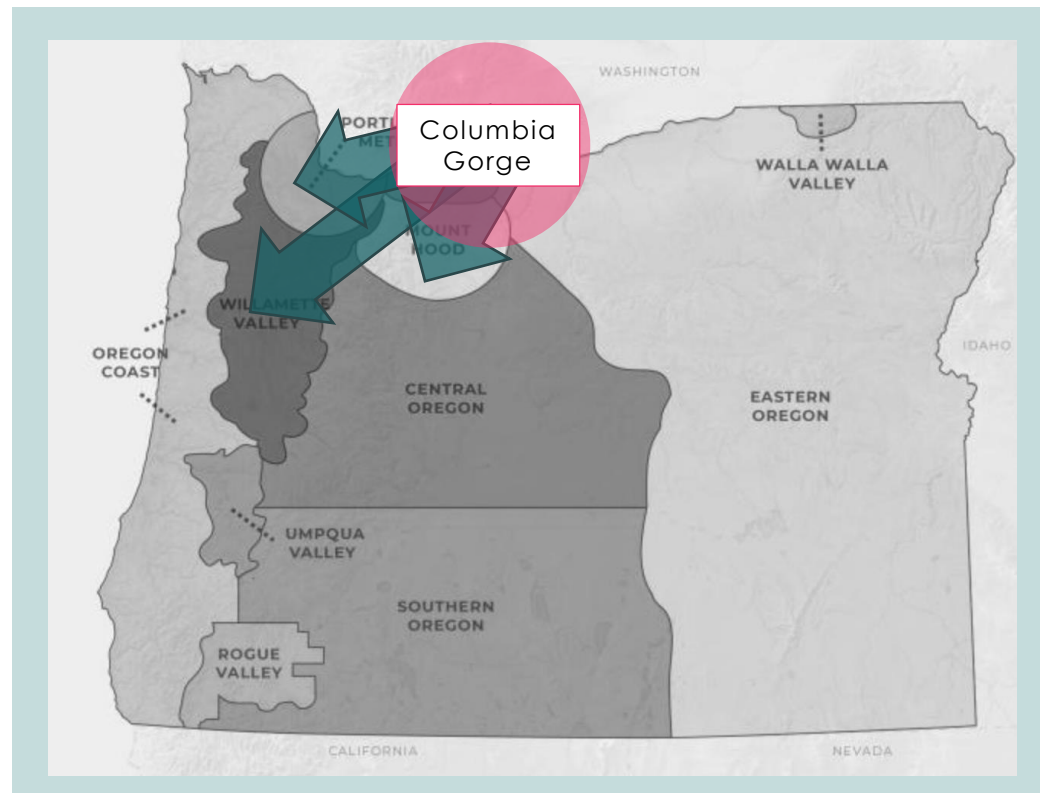 WASHINGTON
Columbia
Gorge
WALLA WALLA
VALLEY
MOUNT
HOOD
WILLAMETTE
VALLEY
OREGON
COAST
IDAHO
CENTRAL
OREGON
EASTERN
OREGON
UMPQUA
VALLEY
SOUTHERN
OREGON
ROGUE
VALLEY
CALIFORNIA
NEVADA